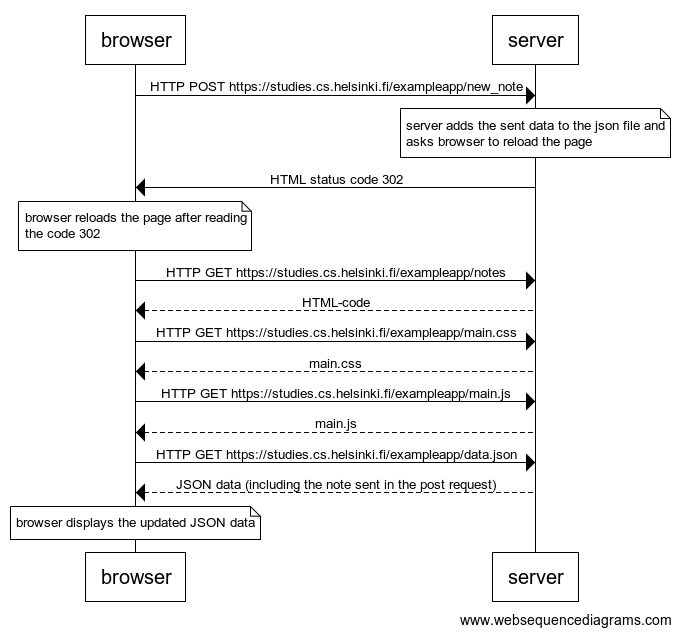 browser
server
HTTP POST https://studies.cs.helsinki.fi/exampleapp/new_note
server adds the sent data to the json file and
asks browser to reload the page
HTML status code 302
browser reloads the page after reading
the code 302
HTTP GET https://studies.cs.helsinki.fi/exampleapp/notes
HTML-code
HTTP GET https://studies.cs.helsinki.fi/exampleapp/main.css
main.css
HTTP GET https://studies.cs.helsinki.fi/exampleapp/main.js
main.js
HTTP GET https://studies.cs.helsinki.fi/exampleapp/data.json
JSON data (including the note sent in the post request)
browser displays the updated JSON data
browser
server
www.websequencediagrams.com